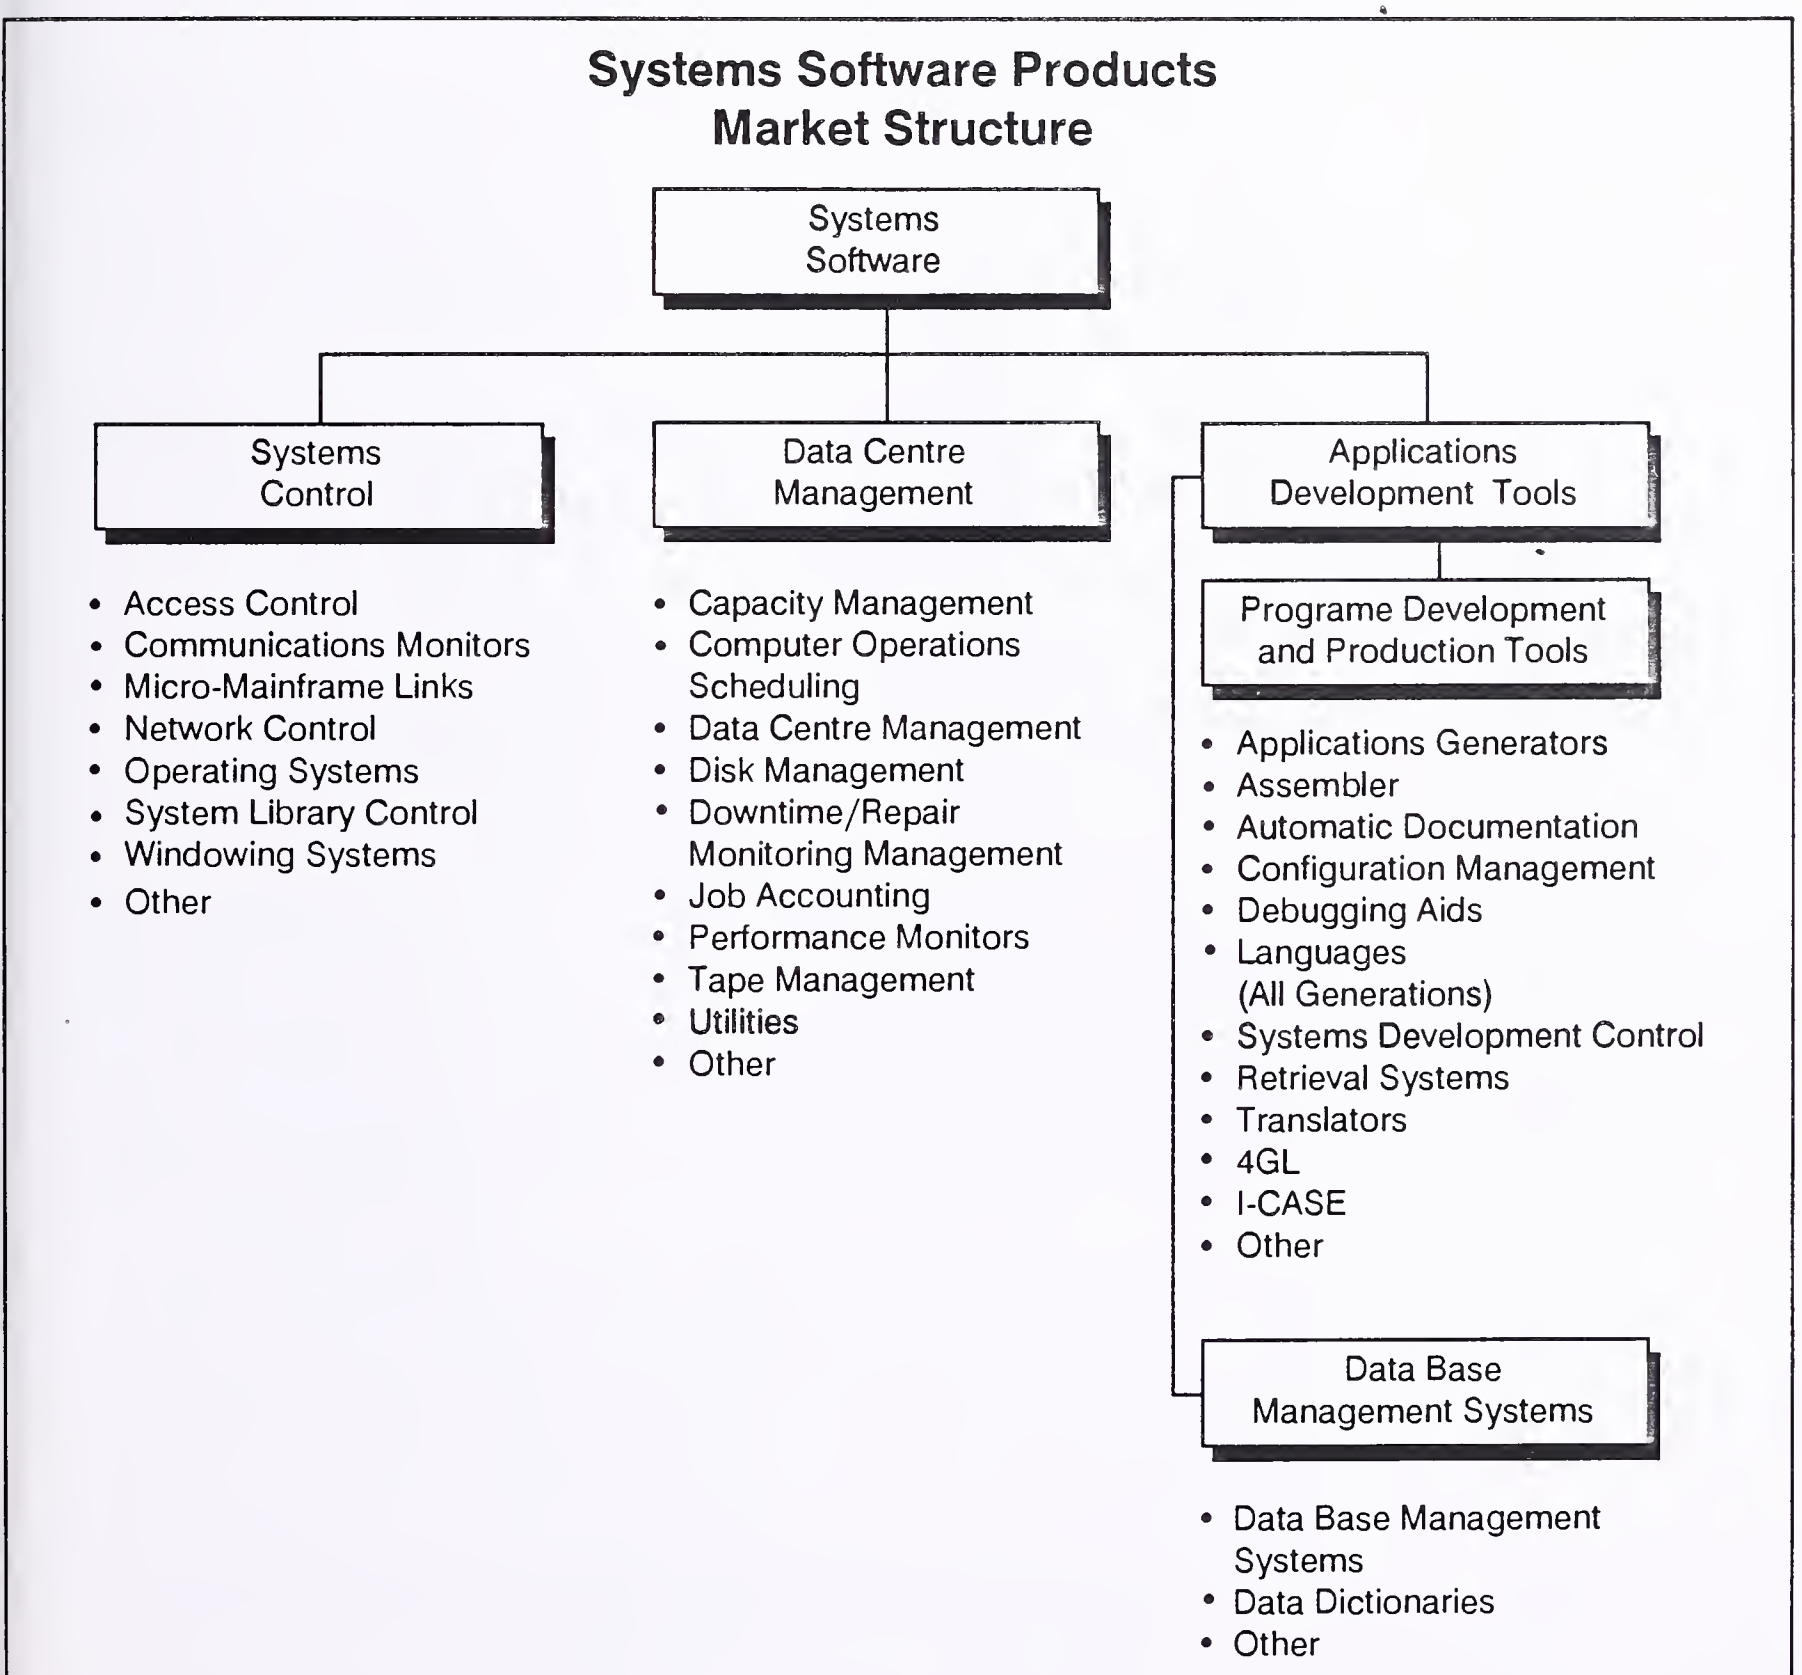 Systems Software Products
Market Structure
Systems
Software
Systems
Control
• Access Control
• Communications Monitors
• Micro-Mainframe Links
• Network Control
• Operating Systems
• System Library Control
• Windowing Systems
• Other
Data Centre
Management
• Capacity Management
• Computer Operations
Scheduling
• Data Centre Management
• Disk Management
• Downtime/Repair
Monitoring Management
• Job Accounting
• Performance Monitors
• Tape Management
• Utilities
• Other
Applications
Development Tools
Programe Development
and Production Tools
• Applications Generators
• Assembler
• Automatic Documentation
• Configuration Management
• Debugging Aids
• Languages
(All Generations)
• Systems Development Control
• Retrieval Systems
• Translators
• 4GL
• I-CASE
• Other
Data Base
Management Systems
• Data Base Management
Systems
• Data Dictionaries
• Other